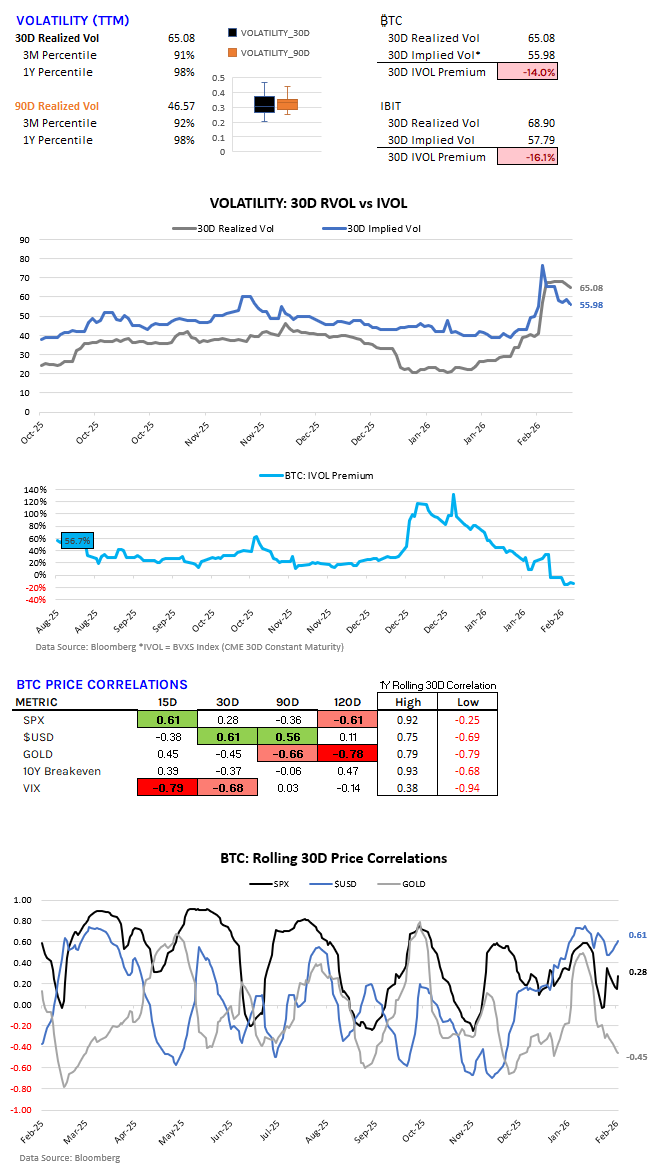 VOLATILITY (TTM)
30D Realized Vol 65.08
3M Percentile 91%
1Y Percentile 98%
90D Realized Vol 46.57
3M Percentile 92%
1Y Percentile 98%
VOLATILITY_30D
VOLATILITY_90D
0.5
0.4
0.3
0.2
0.1
0
BTC
30D Realized Vol 65.08
30D Implied Vol* 55.98
30D IVOL Premium -14.0%
IBIT
30D Realized Vol 68.90
30D Implied Vol 57.79
30D IVOL Premium -16.1%
VOLATILITY: 30D RVOL vs IVOL
30D Realized Vol 30D Implied Vol
90
80
70
60
50
40
30
20
10
0
65.08
55.98
Oct-25 Oct-25 Oct-25 Nov-25 Nov-25 Dec-25 Dec-25 Jan-26 Jan-26 Feb-26
BTC: IVOL Premium
140%
120%
100%
80%
60%
40%
20%
0%
-20%
-40%
56.7%
Aug-25 Aug-25 Sep-25 Sep-25 Oct-25 Oct-25 Nov-25 Nov-25 Dec-25 Dec-25 Dec-25 Jan-26 Jan-26 Feb-26
Data Source: Bloomberg *IVOL = BVXS Index (CME 30D Constant Maturity)
BTC PRICE CORRELATIONS 1Y Rolling 30D Correlation
METRIC 15D 30D 90D 120D High Low
SPX 0.61 0.28 -0.36 -0.61 0.92 -0.25
$USD -0.38 0.61 0.56 0.11 0.75 -0.69
GOLD 0.45 -0.45 -0.66 -0.78 0.79 -0.79
10Y Breakeven 0.39 -0.37 -0.06 0.47 0.93 -0.68
VIX -0.79 -0.68 0.03 -0.14 0.38 -0.94
BTC: Rolling 30D Price Correlations
SPX $USD GOLD
1.00
0.80
0.60
0.40
0.20
0.00
-0.20
-0.40
-0.60
-0.80
-1.00
0.61
0.28
-0.45
Feb-25 Mar-25 Apr-25 May-25 Jun-25 Jul-25 Aug-25 Sep-25 Oct-25 Nov-25 Dec-25 Jan-26 Feb-26
Data Source: Bloomberg